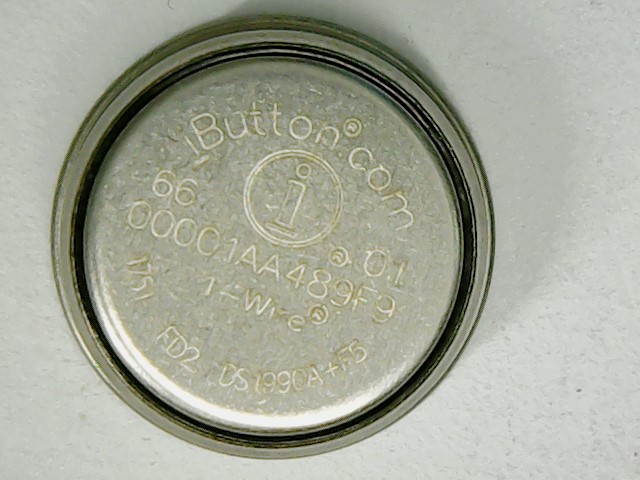 iButton®.com
66 i ® 01
00001AA489F9
1-Wire®
1751 FD2 DS1990A+F5